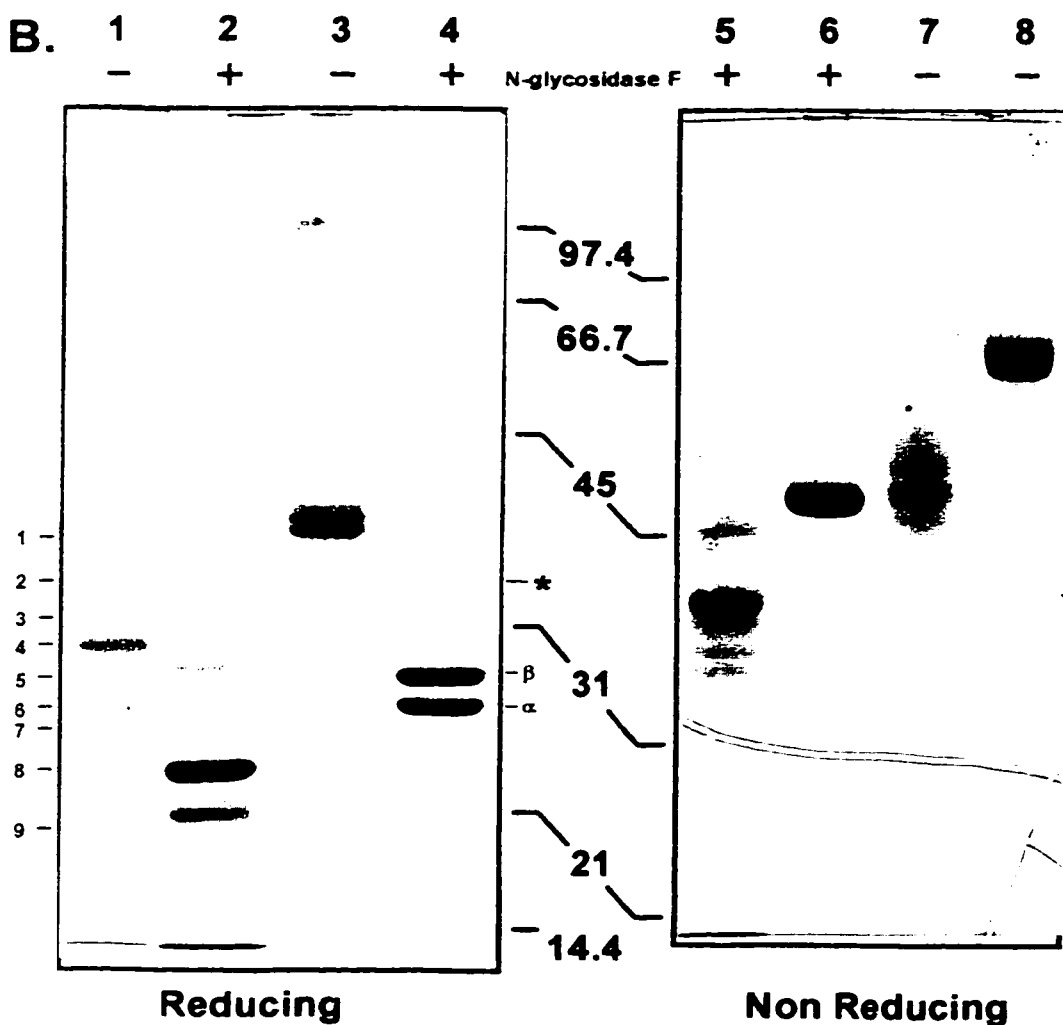 B. 1 2 3 4 5 6 7 8
− + − + N-glycosidase F + + − −
97.4
66.7
45
1
2 *
3
4
5 β
31
6 α
7
8
9
21
14.4
Reducing
Non Reducing